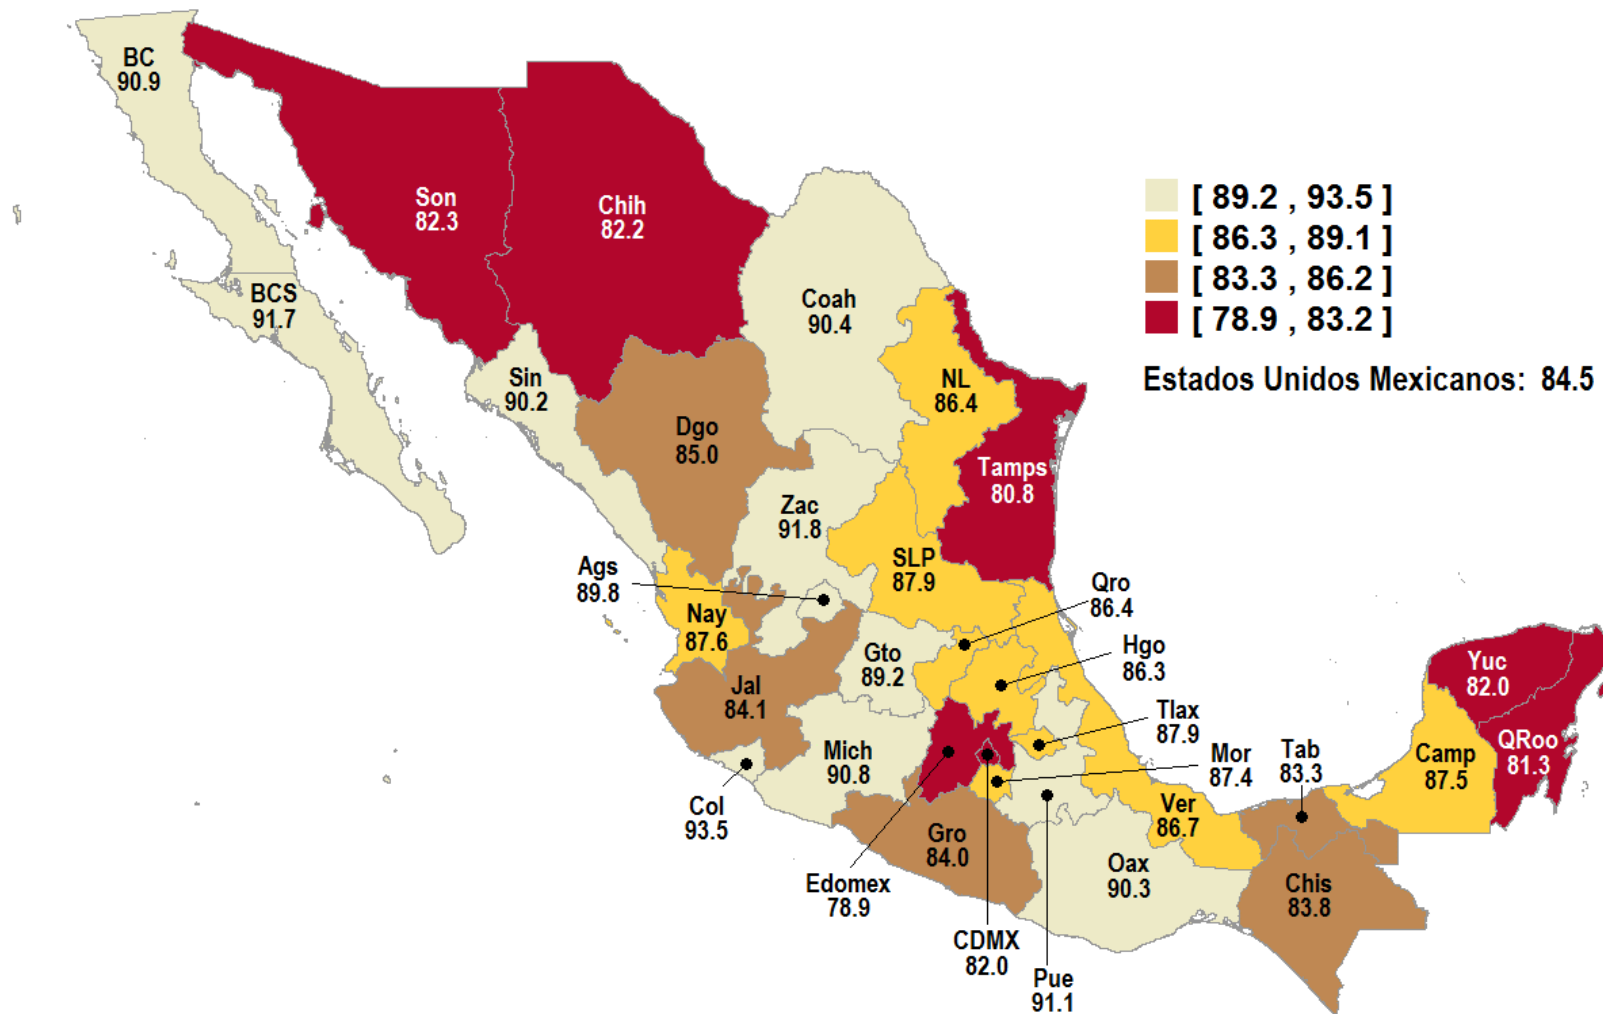 BC
90.9
Son
82.3
Chih
82.2
[ 89.2 , 93.5 ]
[ 86.3 , 89.1 ]
[ 83.3 , 86.2 ]
[ 78.9 , 83.2 ]
Estados Unidos Mexicanos: 84.5
BCS
91.7
Coah
90.4
Sin
90.2
NL
86.4
Dgo
85.0
Tamps
80.8
Zac
91.8
SLP
87.9
Ags
89.8
Qro
86.4
Nay
87.6
Hgo
86.3
Gto
89.2
Yuc
82.0
Jal
84.1
Tlax
87.9
QRoo
81.3
Mich
90.8
Mor
87.4
Tab
83.3
Camp
87.5
Col
93.5
Ver
86.7
Gro
84.0
Oax
90.3
Edomex
78.9
Chis
83.8
CDMX
82.0
Pue
91.1